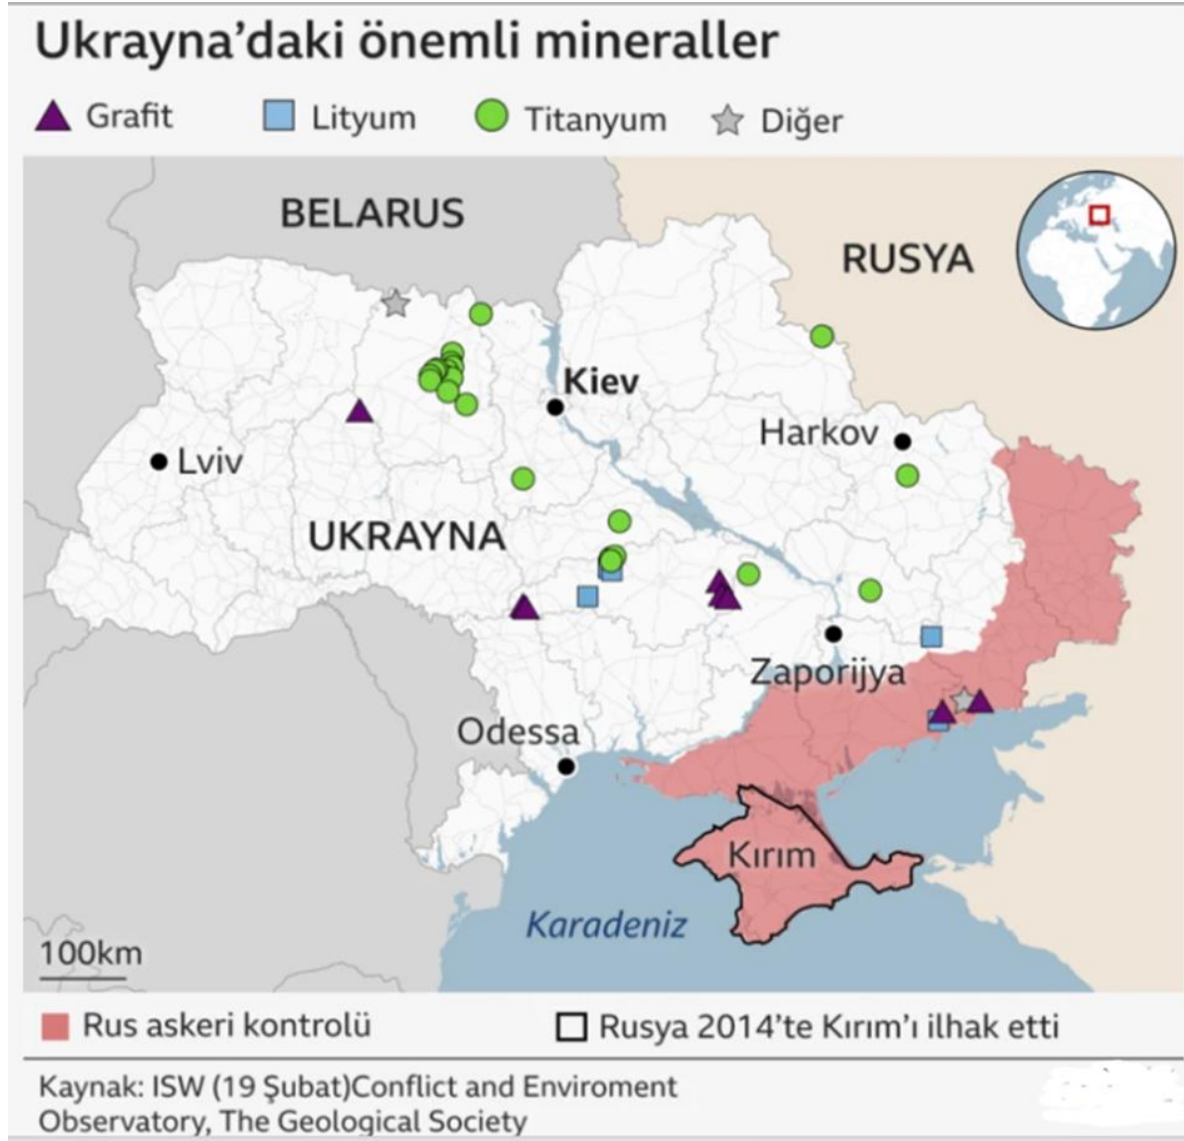 Ukrayna’daki önemli mineraller
Grafit
Lityum
Titanyum
Diğer
BELARUS
RUSYA
Kiev
Harkov
Lviv
UKRAYNA
Zaporijya
Odessa
Kırım
Karadeniz
100km
Rus askeri kontrolü
Rusya 2014’te Kırım’ı ilhak etti
Kaynak: ISW (19 Şubat)Conflict and Enviroment
Observatory, The Geological Society